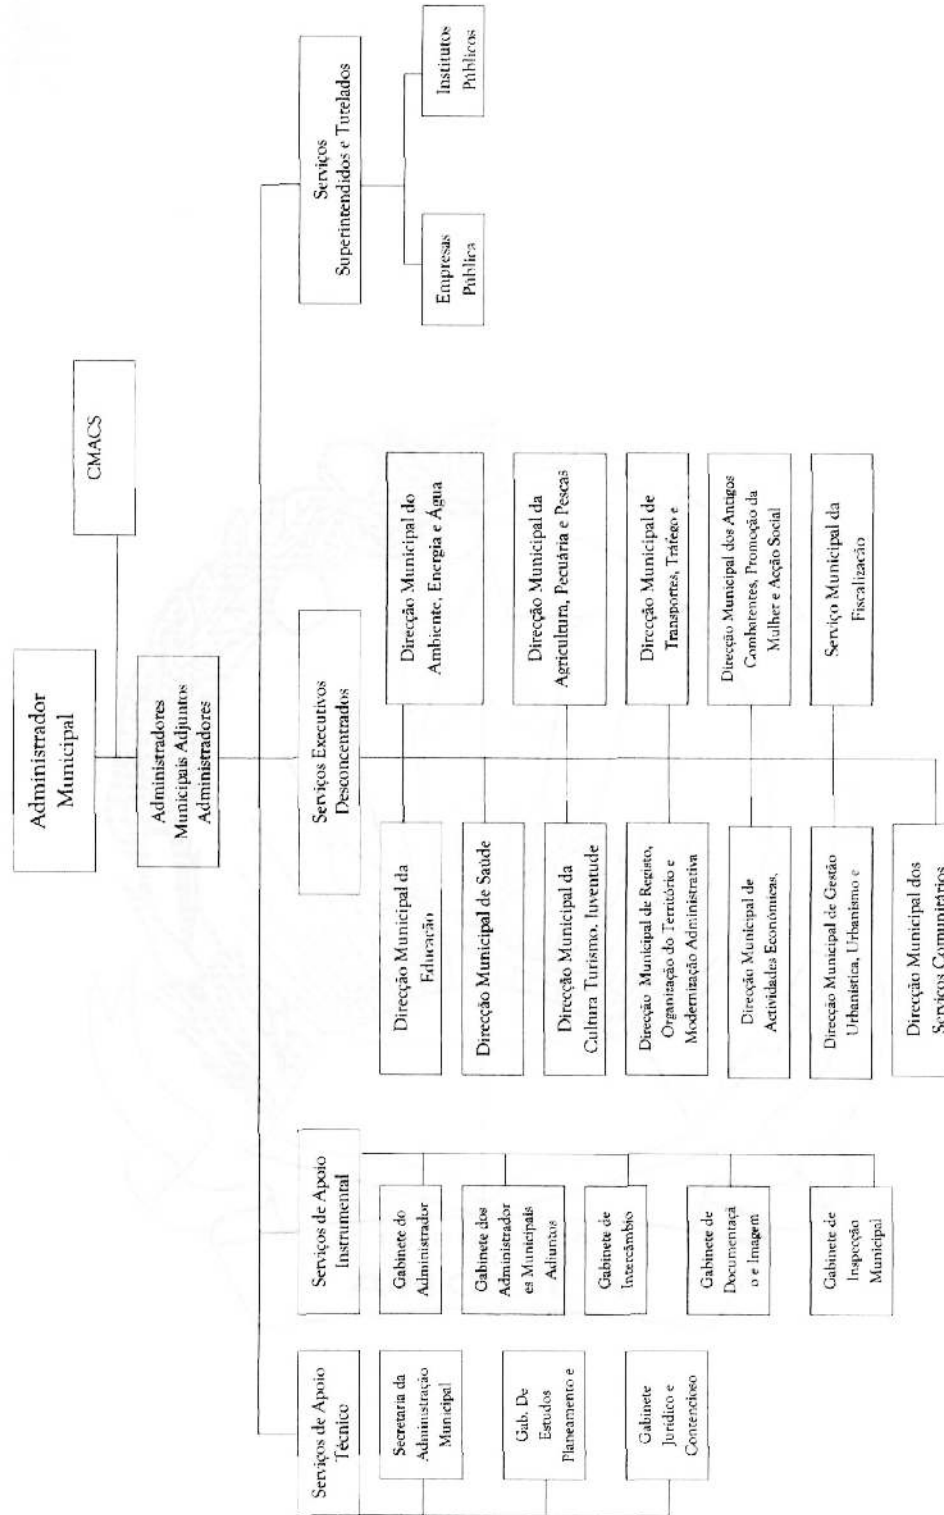 Administrador
Municipal
CMACS
Administradores
Municipais Adjuntos
Administradores
Serviços de Apoio
Técnico
Secretaria da
Administração
Municipal
Gab. De
Estudos
Planeamento e
Gabinete
Jurídico e
Contencioso
Serviços de Apoio
Instrumental
Gabinete do
Administrador
Gabinete dos
Administrador
es Municipais
Adjuntos
Gabinete de
Intercâmbio
Gabinete de
Documentaçã
o e Imagem
Gabinete de
Inspecção
Municipal
Serviços Executivos
Desconcentrados
Direcção Municipal da
Educação
Direcção Municipal de Saúde
Direcção Municipal da
Cultura Turismo, Juventude
Direcção Municipal de Registo,
Organização do Território e
Modernização Administrativa
Direcção Municipal de
Actividades Económicas,
Direcção Municipal de Gestão
Urbanística, Urbanismo e
Direcção Municipal dos
Serviços Comunitários
Direcção Municipal do
Ambiente, Energia e Água
Direcção Municipal da
Agricultura, Pecuária e Pescas
Direcção Municipal de
Transportes, Tráfego e
Direcção Municipal dos Antigos
Combatentes, Promoção da
Mulher e Acção Social
Serviço Municipal da
Fiscalização
Serviços
Superintendidos e Tutelados
Empresas
Pública
Institutos
Públicos